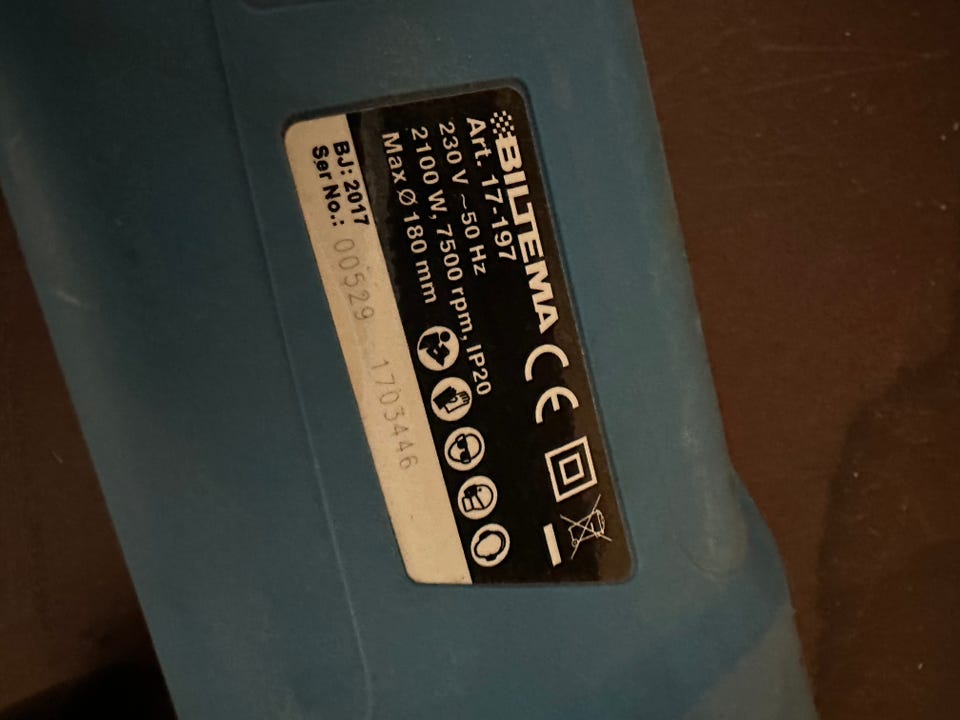 BILTEMA CE
Art. 17-197
230 V ~50 Hz
2100 W, 7500 rpm, IP20
Max Ø 180 mm
BJ: 2017
Ser No.: 00529 1703446